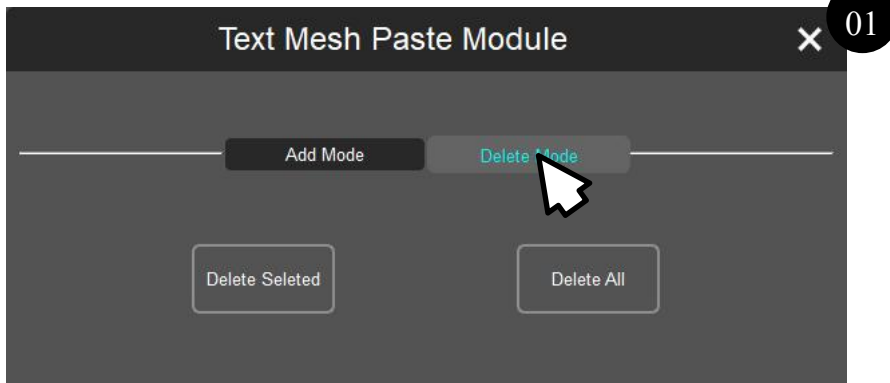 Text Mesh Paste Module
01
Add Mode
Delete Mode
Delete Seleted
Delete All